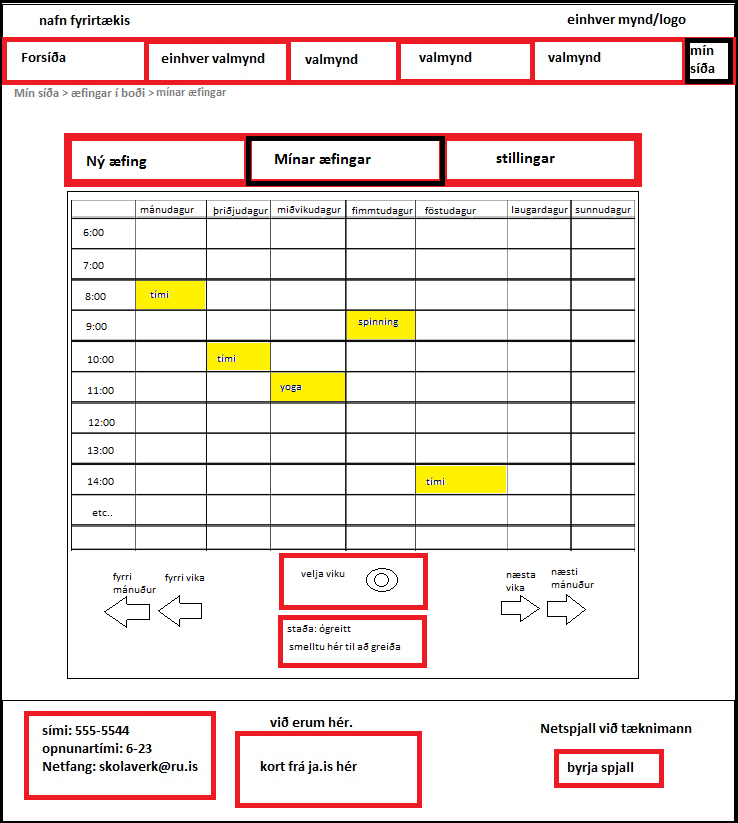 nafn fyrirtækis
einhver mynd/logo
Forsíða
einhver valmynd
valmynd
valmynd
valmynd
mín
síða
Mín síða > æfingar í boði > mínar æfingar
Ný æfing
Mínar æfingar
stillingar
mánudagur
þriðjudagur
miðvikudagur
fimmtudagur
föstudagur
laugardagur
sunnudagur
6:00
7:00
8:00
tími
9:00
spinning
10:00
tími
11:00
yoga
12:00
13:00
14:00
tími
etc..
fyrri
mánuður
fyrri vika
velja viku
næsta
vika
næsti
mánuður
staða: ógreitt
smelltu hér til að greiða
sími: 555-5544
opnunartími: 6-23
Netfang: skolaverk@ru.is
við erum hér.
kort frá ja.is hér
Netspjall við tæknimann
byrja spjall